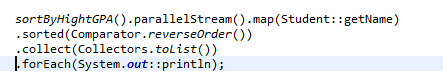 sortByHightGPA().parallelStream().map(Student::getName)
.sorted(Comparator.reverseOrder())
.collect(Collectors.toList())
.forEach(System.out::println);